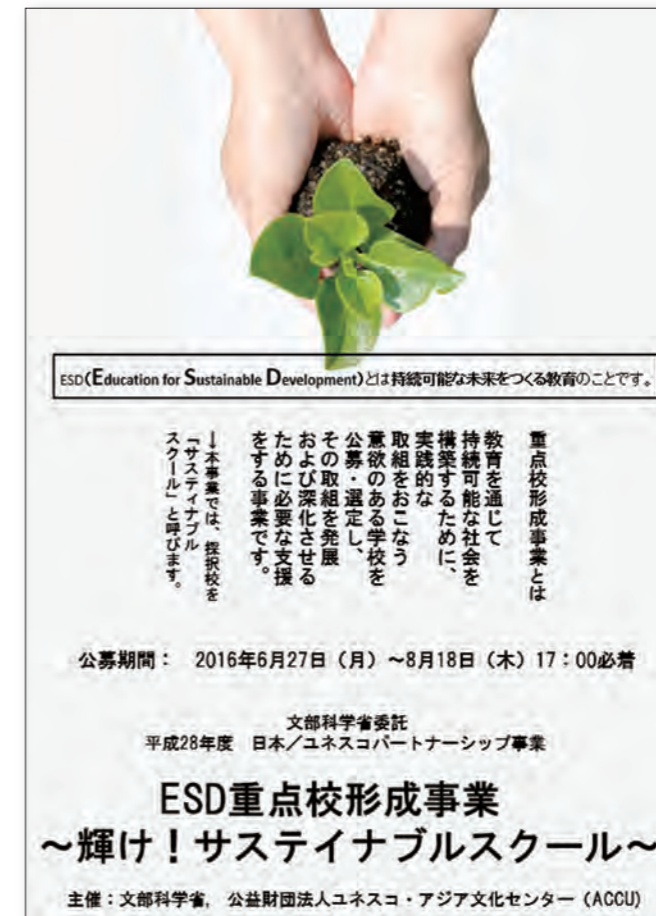 ESD(Education for Sustainable Development)とは持続可能な未来をつくる教育のことです。
重点校形成事業とは
教育を通じて
持続可能な社会を
構築するために、
実践的な
取組をおこなう
意欲のある学校を
公募・選定し、
その取組を発展
および深化させる
ために必要な支援
をする事業です。
→本事業では、採択校を
「サスティナブル
スクール」と呼びます。
公募期間： 2016年6月27日（月）～8月18日（木）17：00必着
文部科学省委託
平成28年度 日本／ユネスコパートナーシップ事業
ESD重点校形成事業
～輝け！サステイナブルスクール～
主催：文部科学省， 公益財団法人ユネスコ・アジア文化センター（ACCU）